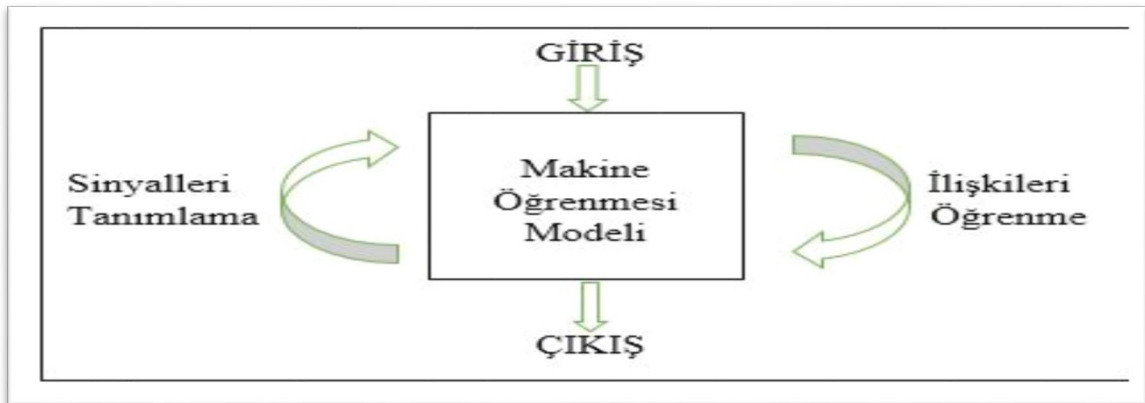 GİRİŞ
Sinyalleri
Tanımlama
Makine
Öğrenmesi
Modeli
İlişkileri
Öğrenme
ÇIKIŞ